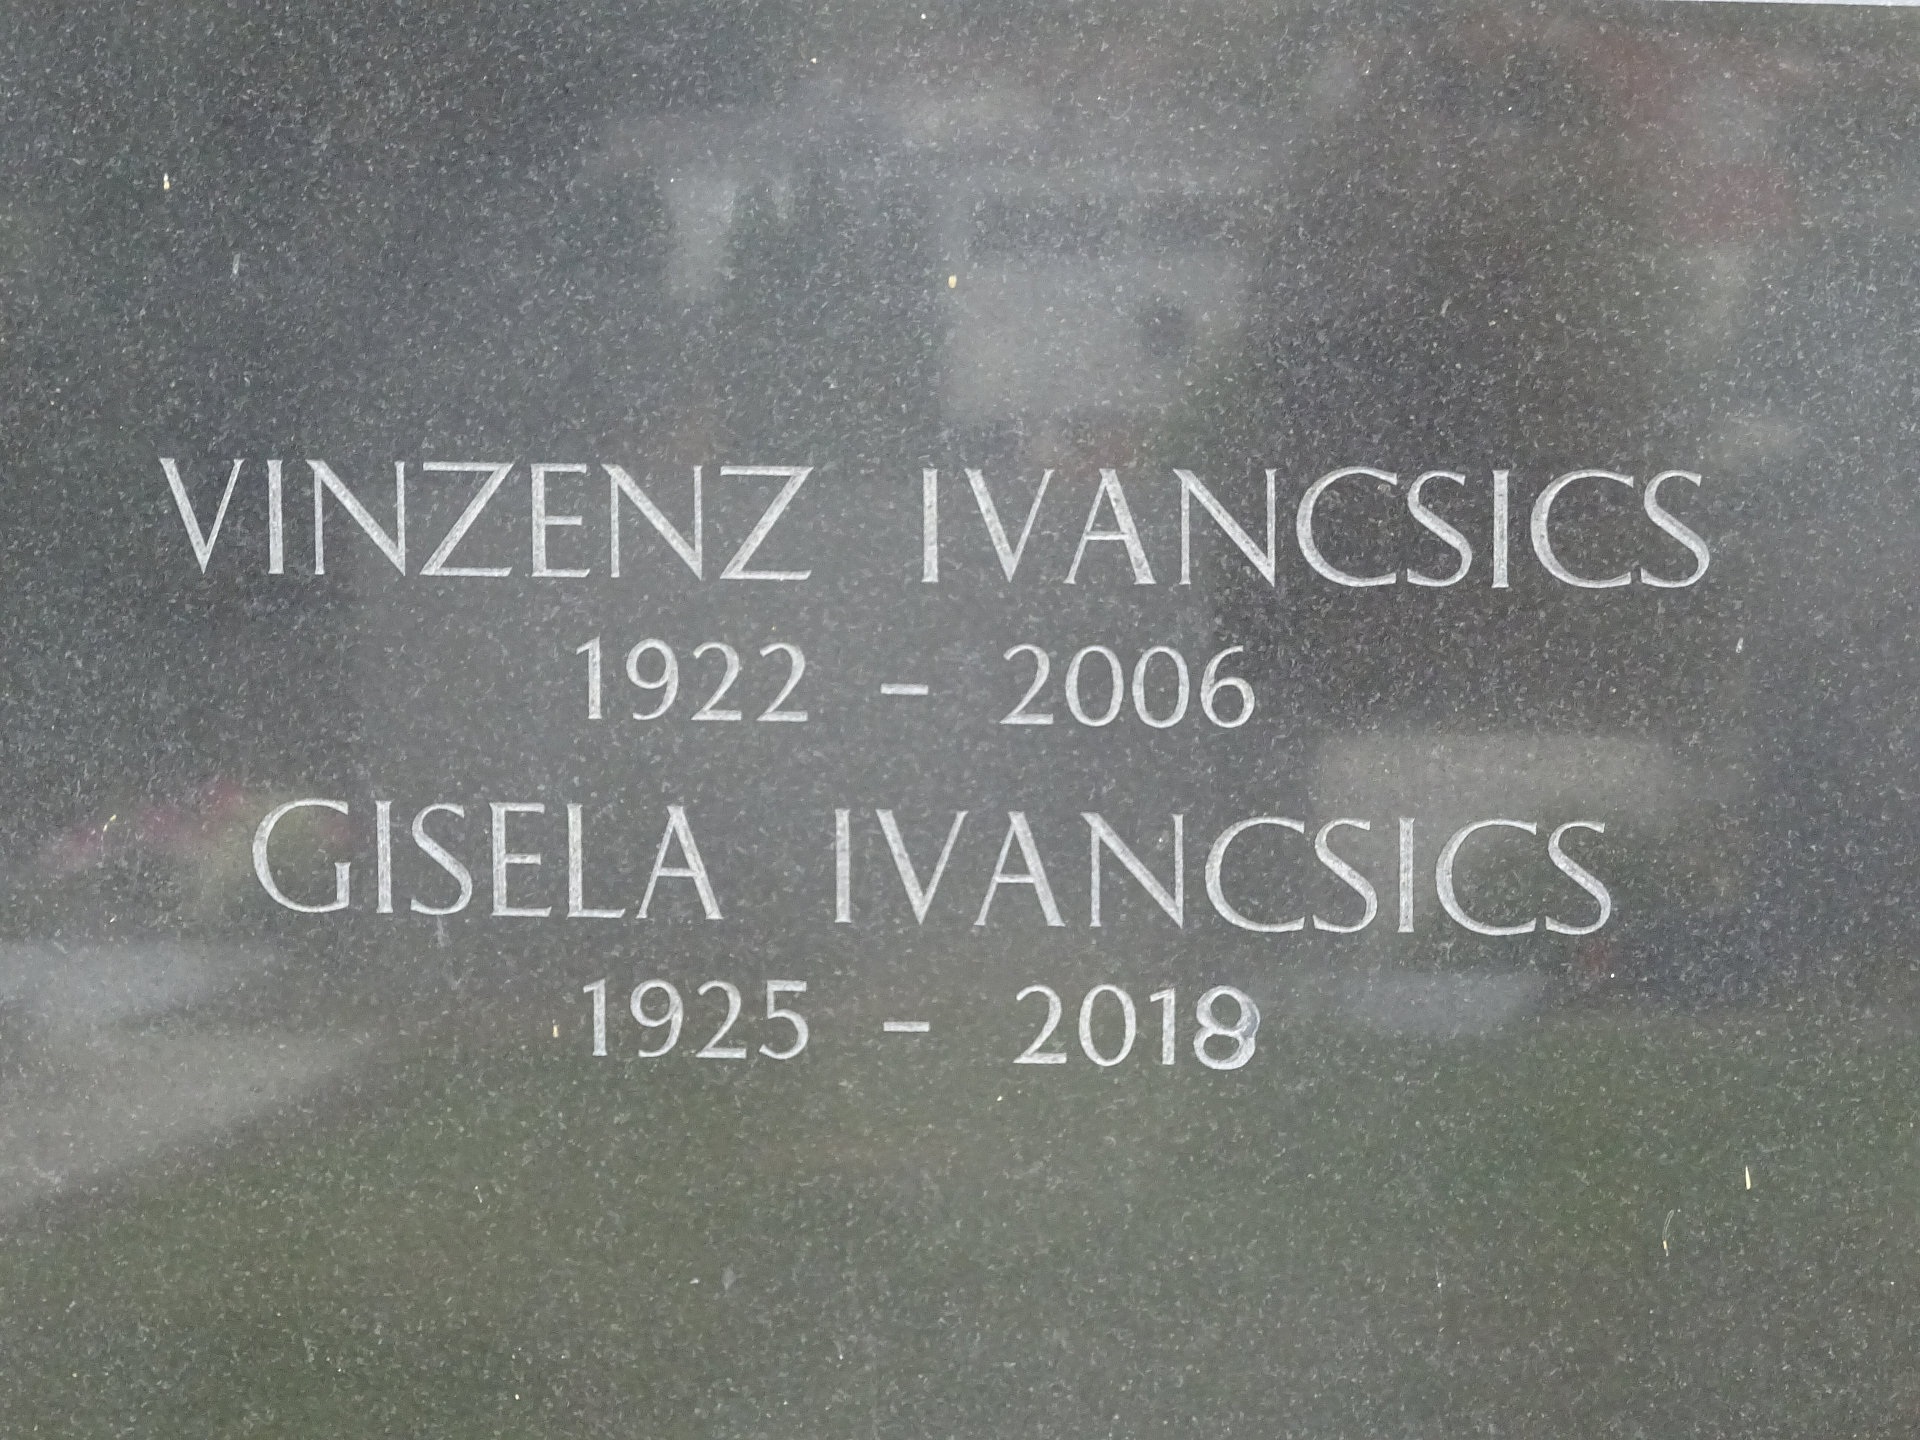 VINZENZ IVANCSICS
1922 – 2006
GISELA IVANCSICS
1925 – 2018